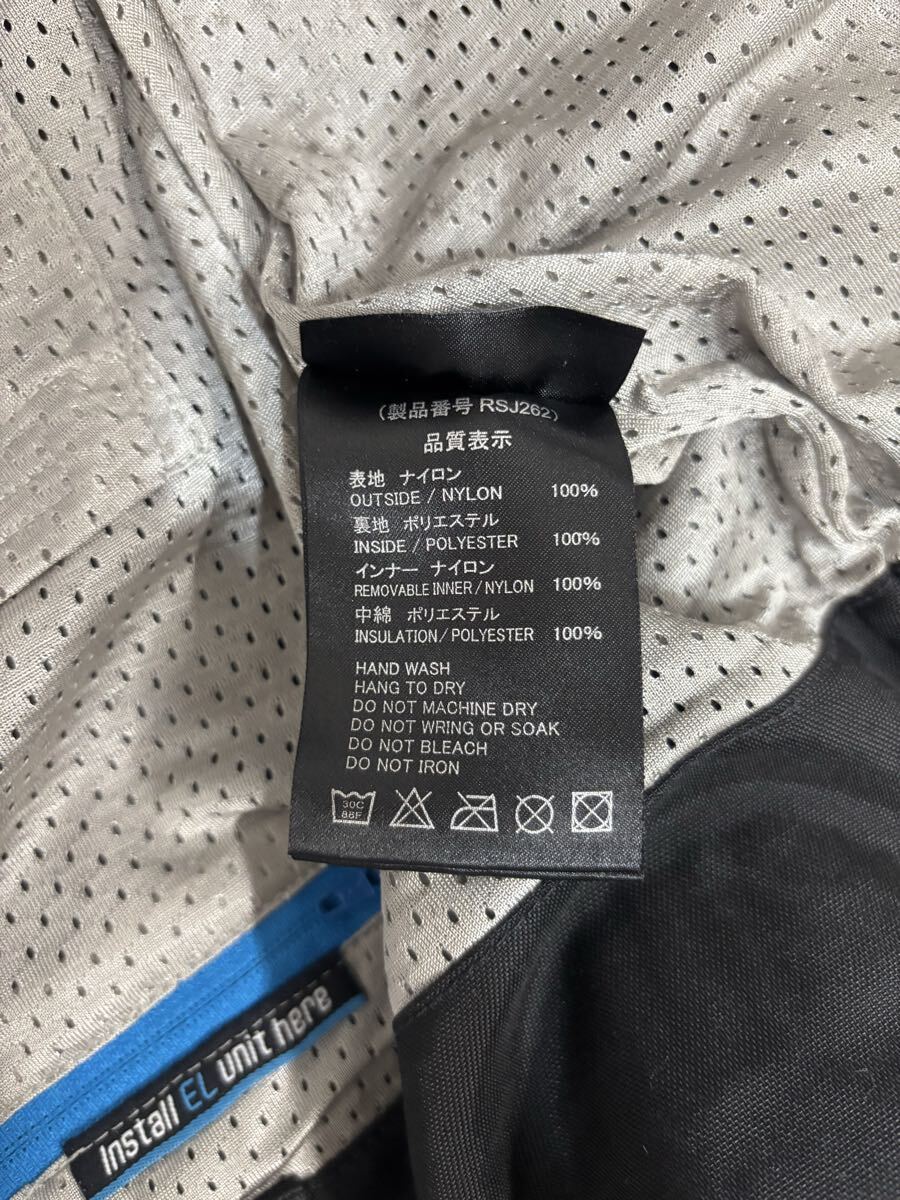 (製品番号 RSJ262)
品質表示
表地 ナイロン
OUTSIDE / NYLON 100%
裏地 ポリエステル
INSIDE / POLYESTER 100%
インナー ナイロン
REMOVABLE INNER / NYLON 100%
中綿 ポリエステル
INSULATION / POLYESTER 100%
HAND WASH
HANG TO DRY
DO NOT MACHINE DRY
DO NOT WRING OR SOAK
DO NOT BLEACH
DO NOT IRON
30C
86F
Install EL unit here